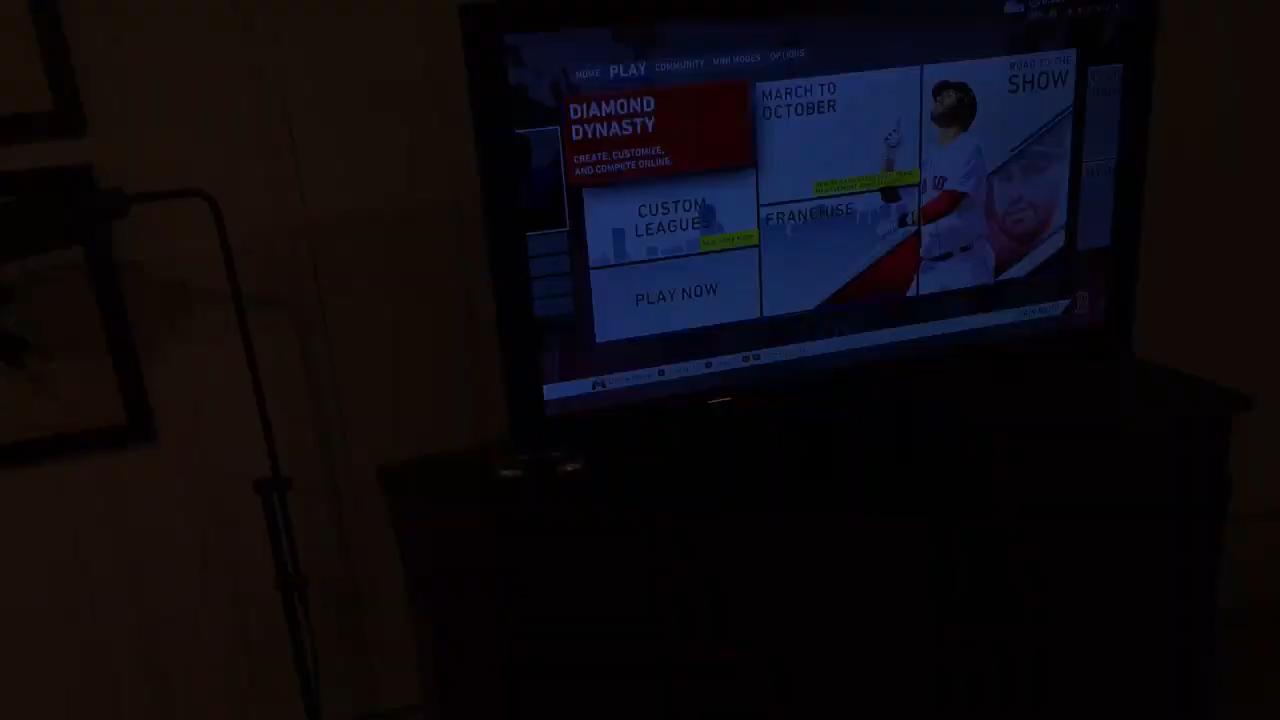 HOME PLAY COMMUNITY MINI MODES OPTIONS
DIAMOND
DYNASTY
CREATE, CUSTOMIZE,
AND COMPETE ONLINE.
MARCH TO
OCTOBER
ROAD TO THE
SHOW
CUSTOM
LEAGUES
FRANCHISE
PLAY NOW